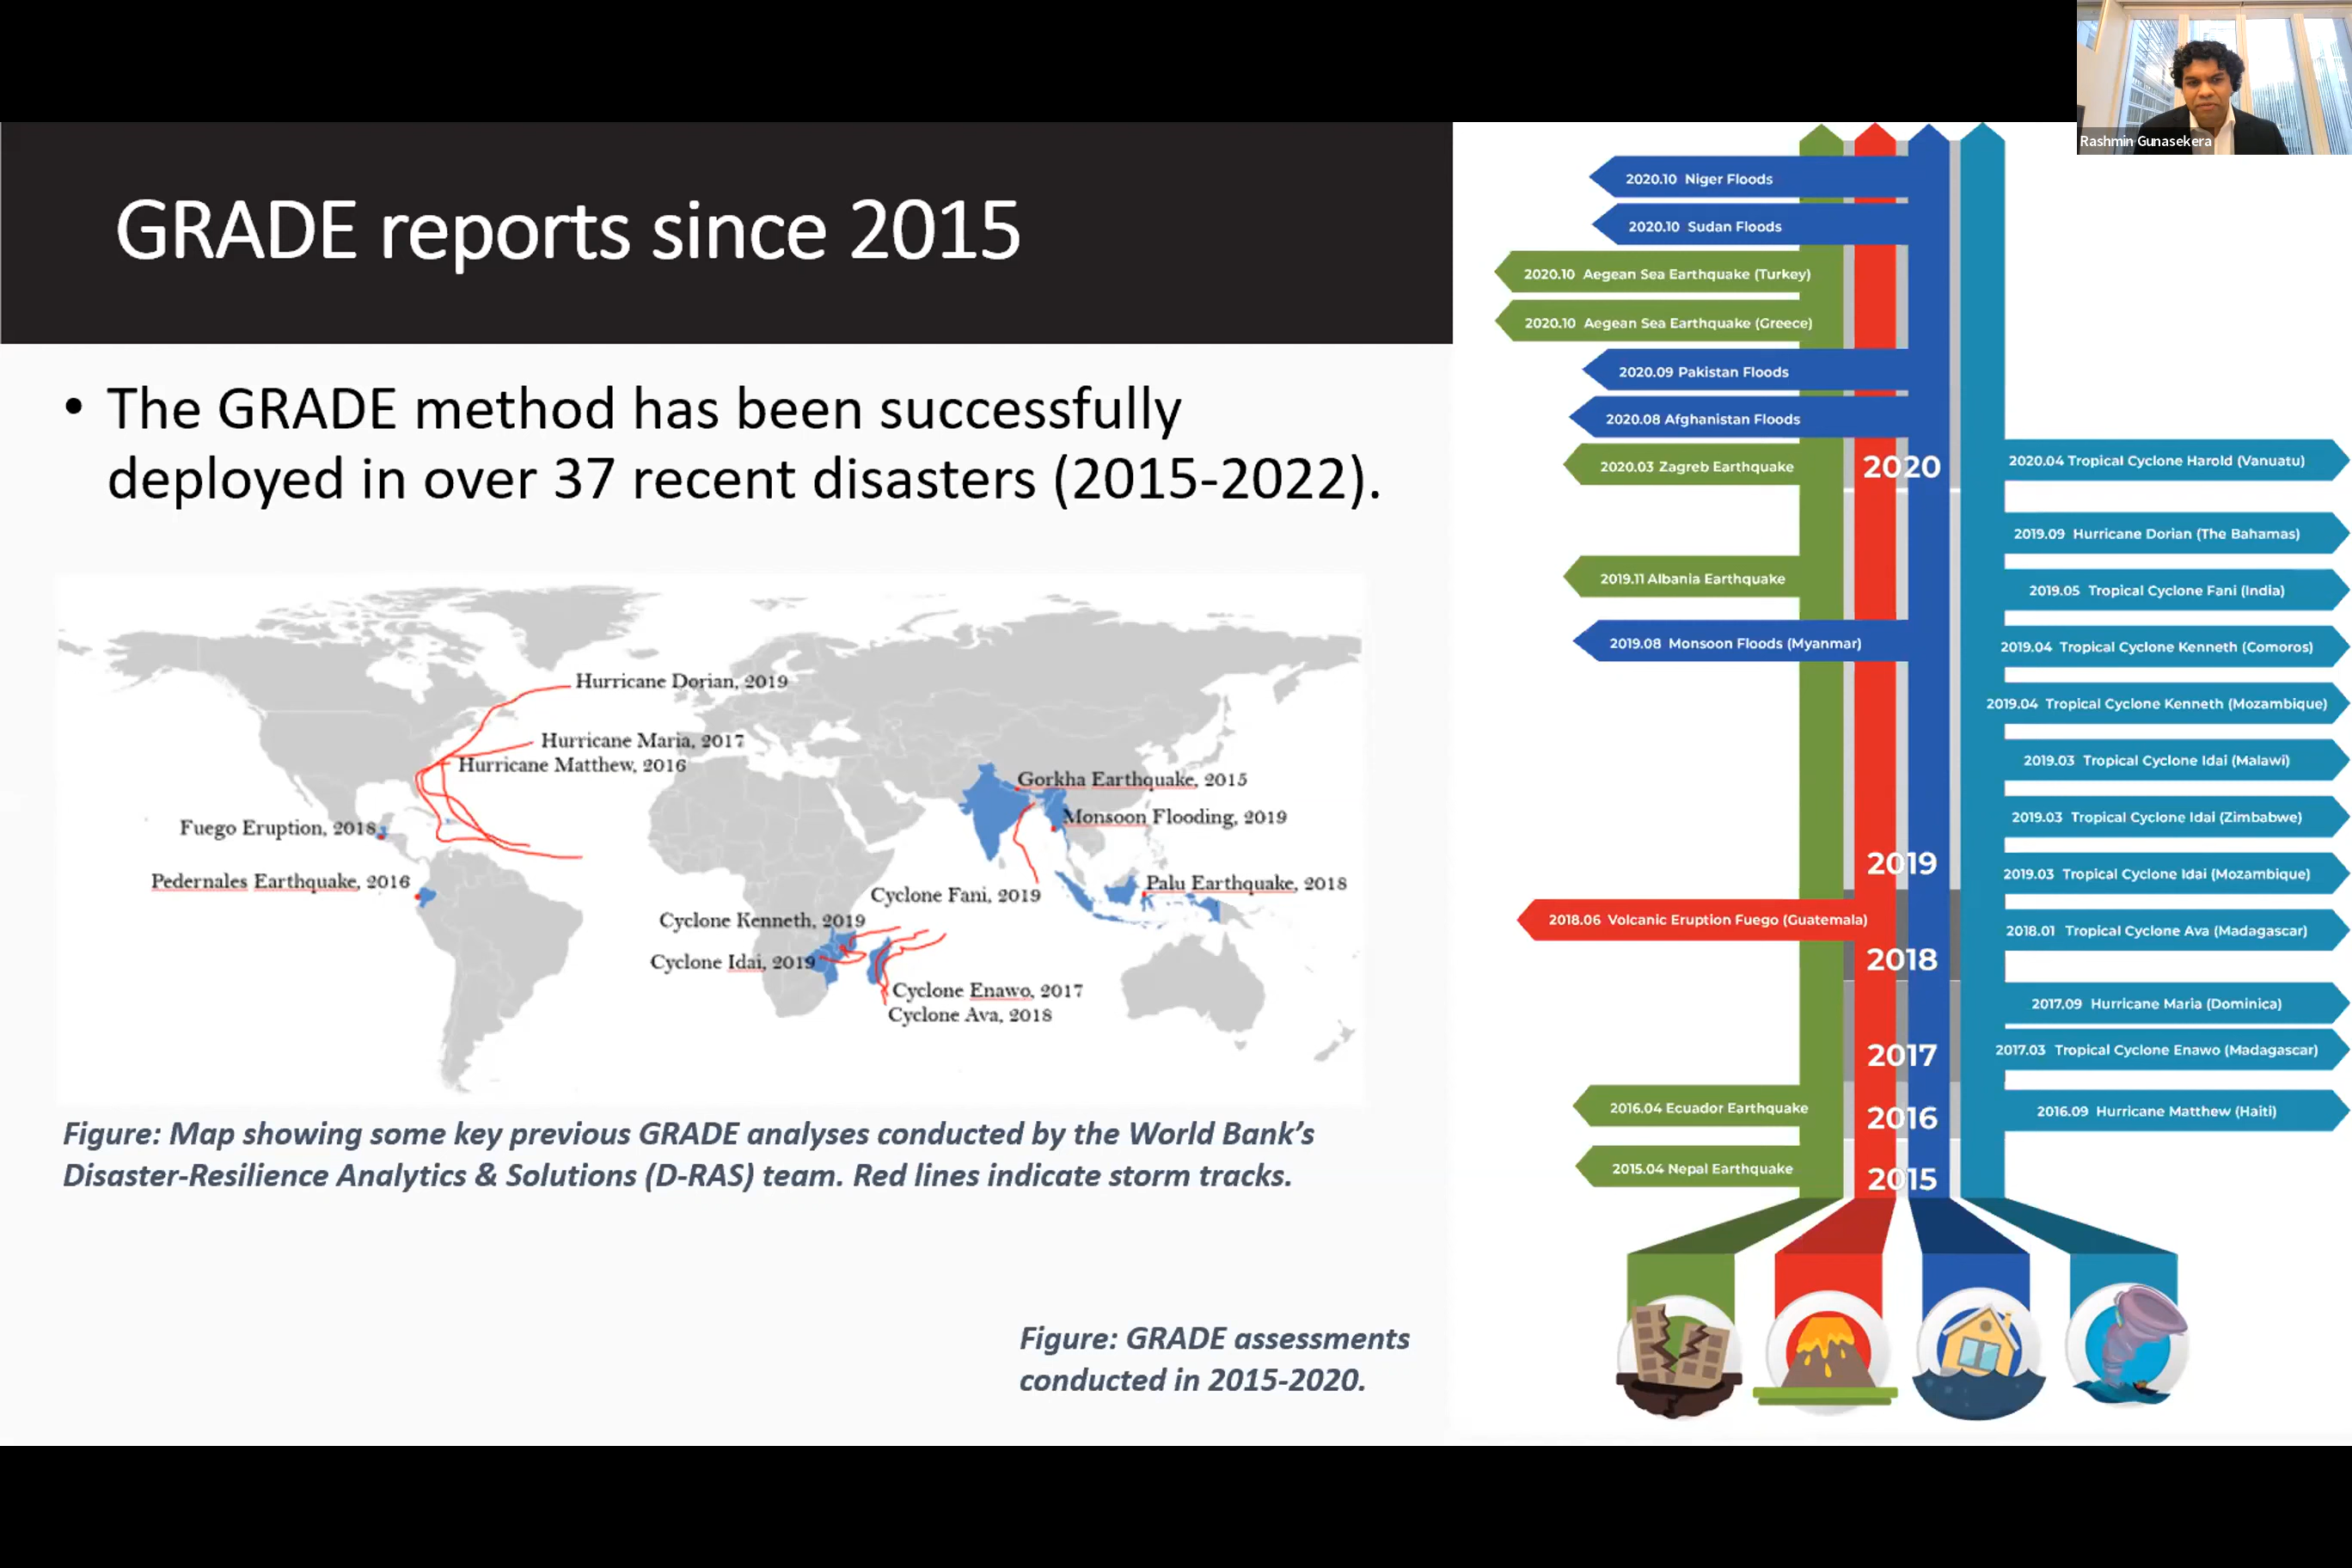 Rashmin Gunasekera
GRADE reports since 2015
• The GRADE method has been successfully
deployed in over 37 recent disasters (2015-2022).
Hurricane Dorian, 2019
Hurricane Maria, 2017
Hurricane Matthew, 2016
Gorkha Earthquake, 2015
Monsoon Flooding, 2019
Fuego Eruption, 2018
Pedernales Earthquake, 2016
Palu Earthquake, 2018
Cyclone Fani, 2019
Cyclone Kenneth, 2019
Cyclone Idai, 2019
Cyclone Enawo, 2017
Cyclone Ava, 2018
Figure: Map showing some key previous GRADE analyses conducted by the World Bank's
Disaster-Resilience Analytics & Solutions (D-RAS) team. Red lines indicate storm tracks.
Figure: GRADE assessments
conducted in 2015-2020.
2020.10 Niger Floods
2020.10 Sudan Floods
2020.10 Aegean Sea Earthquake (Turkey)
2020.10 Aegean Sea Earthquake (Greece)
2020.09 Pakistan Floods
2020.08 Afghanistan Floods
2020.03 Zagreb Earthquake
2019.11 Albania Earthquake
2019.08 Monsoon Floods (Myanmar)
2018.06 Volcanic Eruption Fuego (Guatemala)
2016.04 Ecuador Earthquake
2015.04 Nepal Earthquake
2020
2019
2018
2017
2016
2015
2020.04 Tropical Cyclone Harold (Vanuatu)
2019.09 Hurricane Dorian (The Bahamas)
2019.05 Tropical Cyclone Fani (India)
2019.04 Tropical Cyclone Kenneth (Comoros)
2019.04 Tropical Cyclone Kenneth (Mozambique)
2019.03 Tropical Cyclone Idai (Malawi)
2019.03 Tropical Cyclone Idai (Zimbabwe)
2019.03 Tropical Cyclone Idai (Mozambique)
2018.01 Tropical Cyclone Ava (Madagascar)
2017.09 Hurricane Maria (Dominica)
2017.03 Tropical Cyclone Enawo (Madagascar)
2016.09 Hurricane Matthew (Haiti)